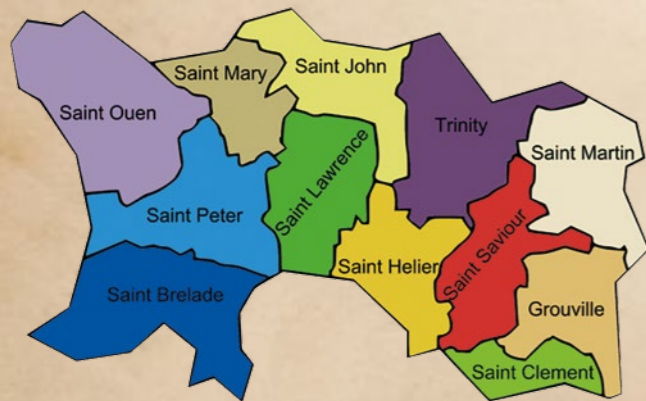 Saint John
Saint Mary
Saint Ouen
Trinity
Saint Martin
Saint Lawrence
Saint Peter
Saint Saviour
Saint Helier
Saint Brelade
Grouville
Saint Clement